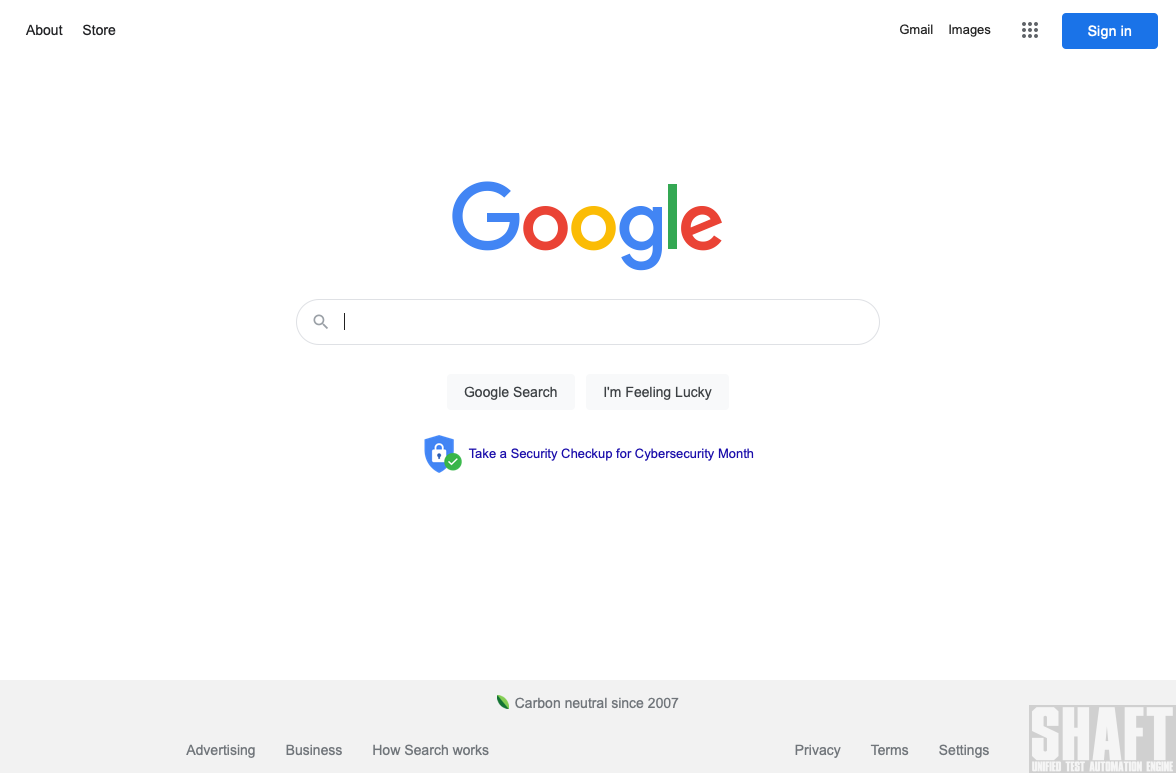 About Store Gmail Images Sign in
Google
Google Search I'm Feeling Lucky
Take a Security Checkup for Cybersecurity Month
Carbon neutral since 2007
Advertising Business How Search works Privacy Terms Settings
SHAFT
UNIFIED TEST AUTOMATION ENGINE